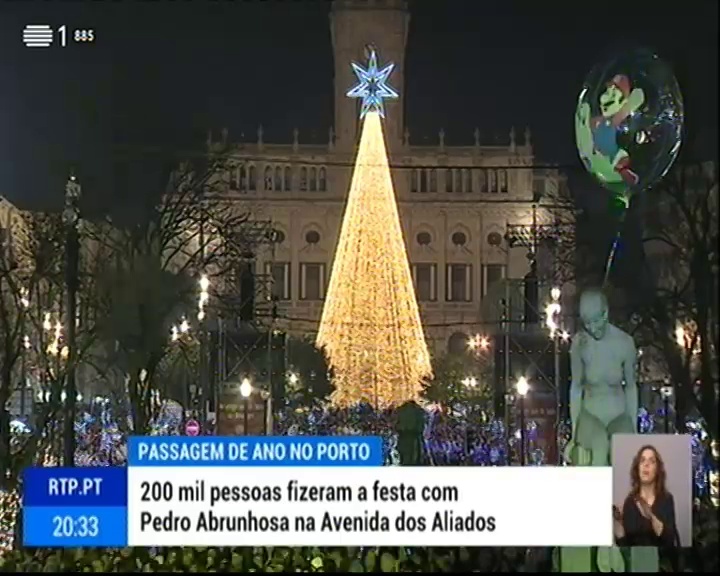 1 885
PASSAGEM DE ANO NO PORTO
RTP.PT
200 mil pessoas fizeram a festa com
20:33
Pedro Abrunhosa na Avenida dos Aliados